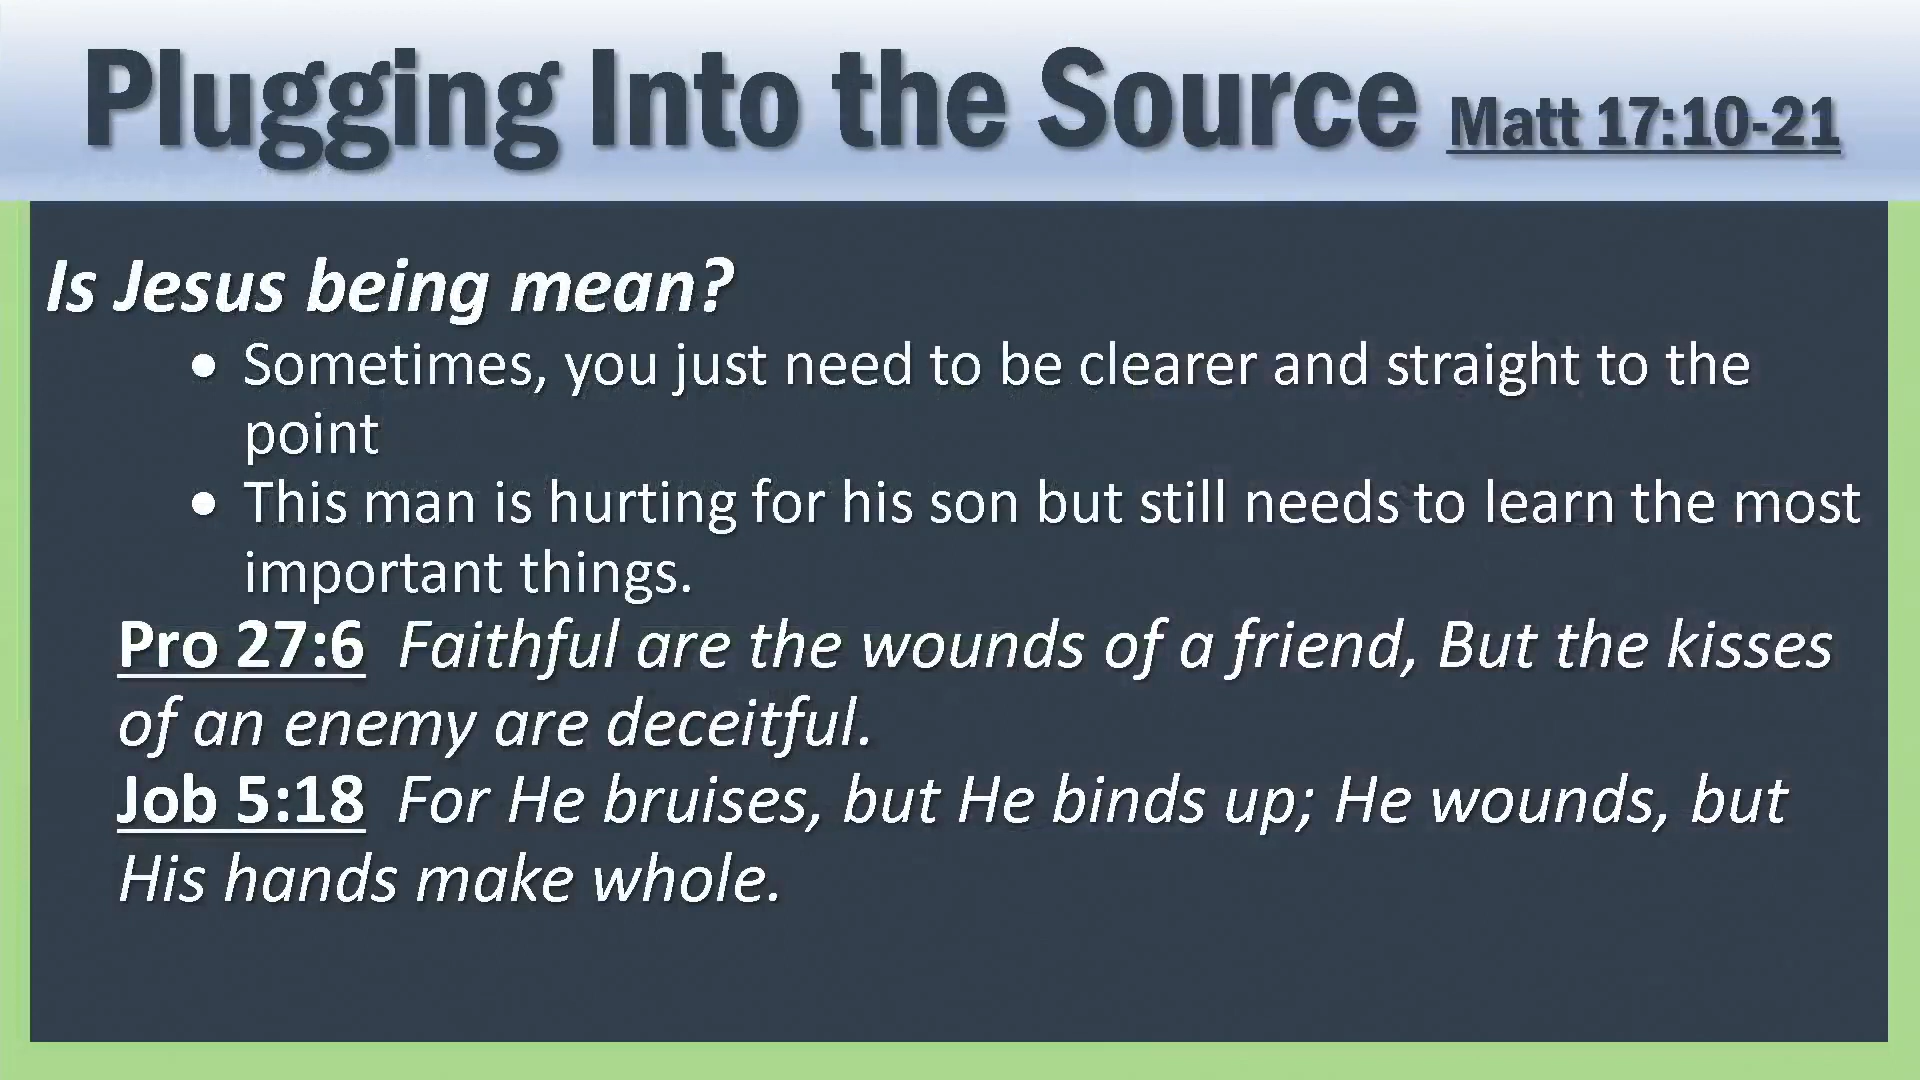 Plugging Into the Source Matt 17:10-21
Is Jesus being mean?
• Sometimes, you just need to be clearer and straight to the
point
• This man is hurting for his son but still needs to learn the most
important things.
Pro 27:6 Faithful are the wounds of a friend, But the kisses
of an enemy are deceitful.
Job 5:18 For He bruises, but He binds up; He wounds, but
His hands make whole.